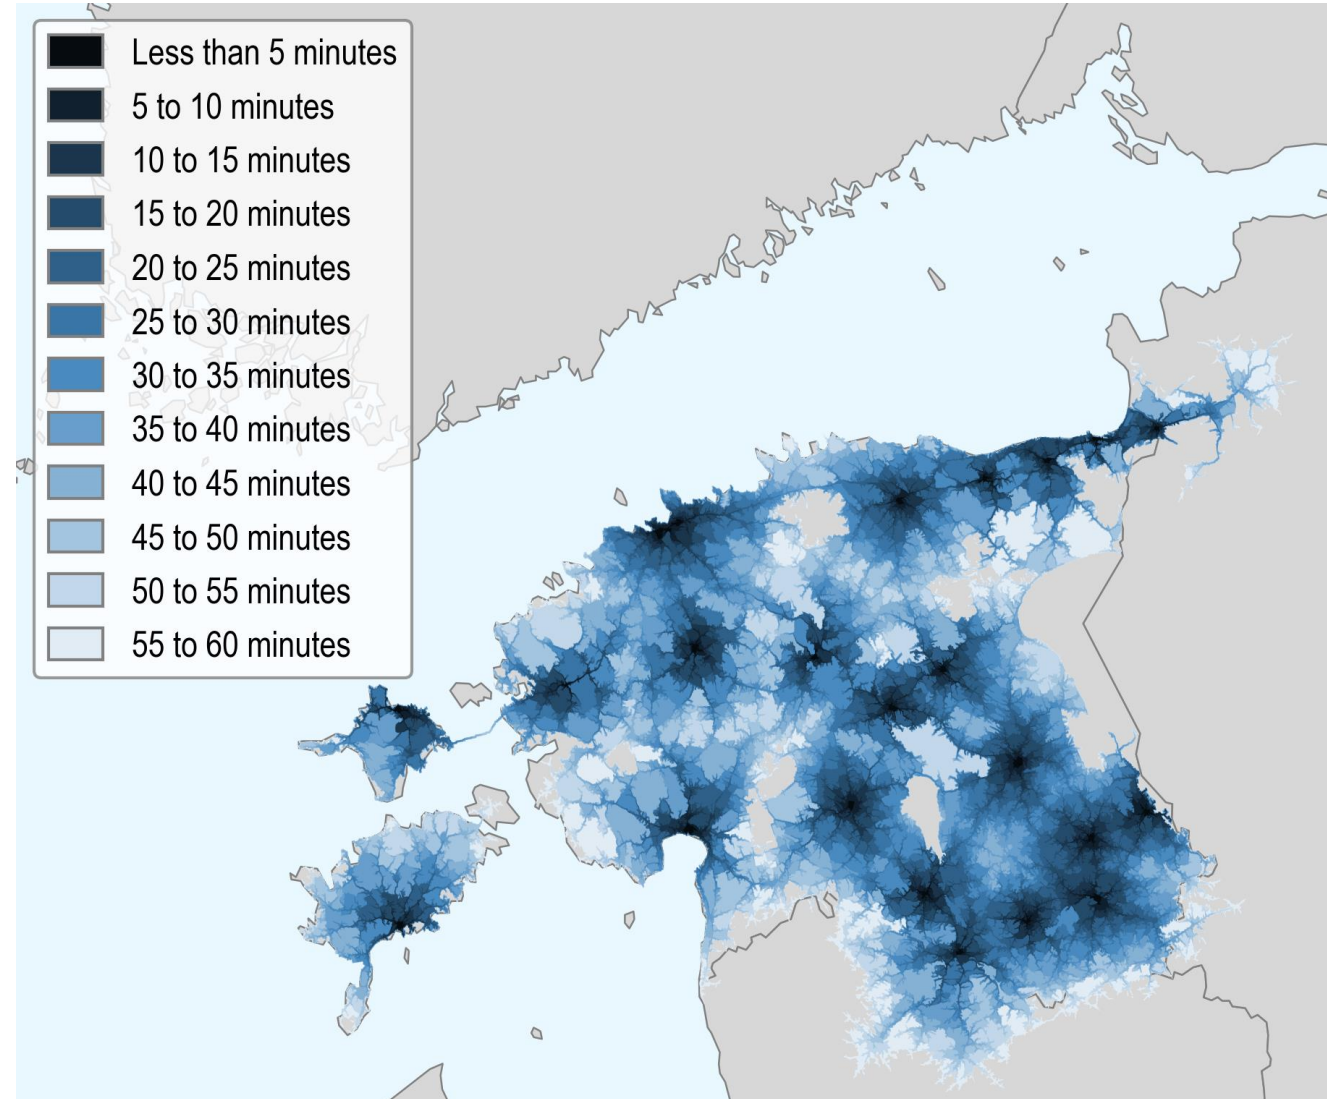 Less than 5 minutes
5 to 10 minutes
10 to 15 minutes
15 to 20 minutes
20 to 25 minutes
25 to 30 minutes
30 to 35 minutes
35 to 40 minutes
40 to 45 minutes
45 to 50 minutes
50 to 55 minutes
55 to 60 minutes